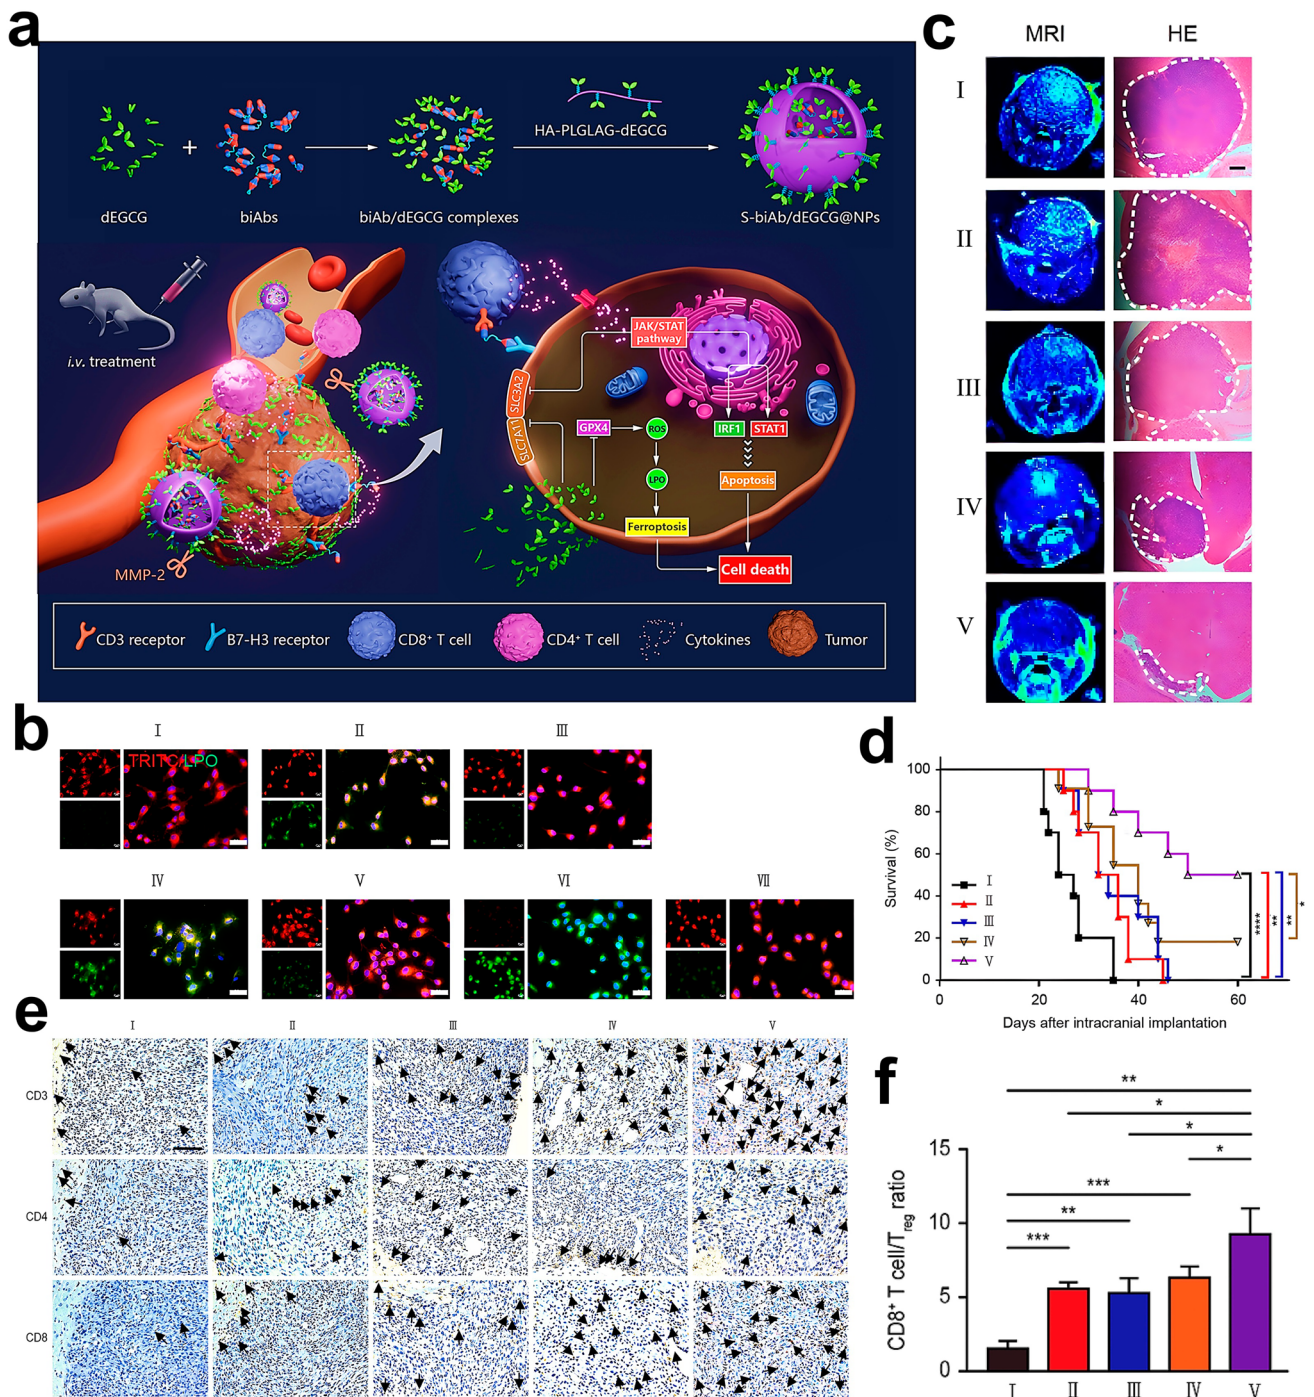 a
dEGCG
+
biAbs
biAb/dEGCG complexes
HA-PLGLAG-dEGCG
S-biAb/dEGCG@NPs
i.v. treatment
MMP-2
JAK/STAT
pathway
SLC3A2
SLC7A11
GPX4
ROS
IRF1
STAT1
LPO
Apoptosis
Ferroptosis
Cell death
CD3 receptor
B7-H3 receptor
CD8⁺ T cell
CD4⁺ T cell
Cytokines
Tumor
c
MRI
HE
I
II
III
IV
V
b
I
II
III
TRITC/LPO
IV
V
VI
VII
d
Survival (%)
100
80
60
40
20
0
I
II
III
IV
V
****
**
**
*
0
20
40
60
Days after intracranial implantation
e
I
II
III
IV
V
CD3
CD4
CD8
f
**
*
*
*
***
**
***
CD8⁺ T cell/Treg ratio
15
10
5
0
I
II
III
IV
V